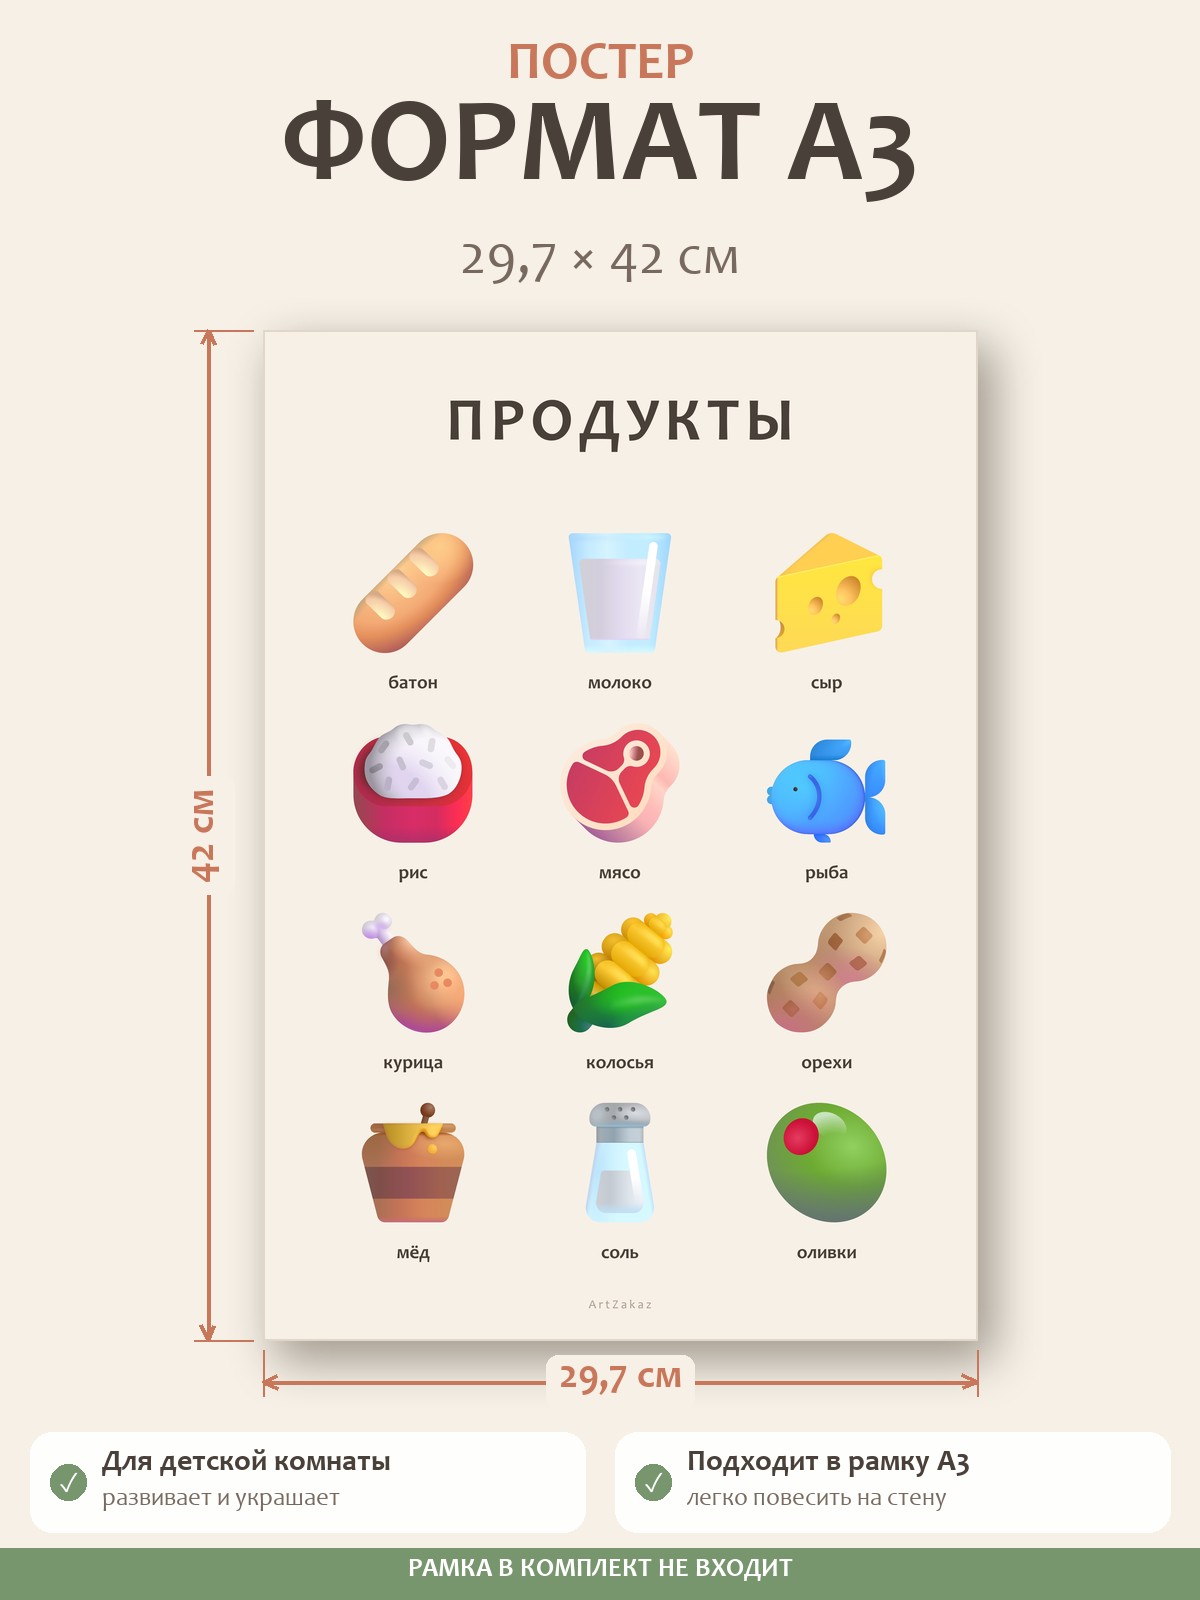 ПОСТЕР
ФОРМАТ А3
29,7 × 42 см
ПРОДУКТЫ
батон молоко сыр
42 см
рис мясо рыба
курица колосья орехи
мёд соль оливки
ArtZakaz
29,7 см
Для детской комнаты
развивает и украшает
Подходит в рамку А3
легко повесить на стену
РАМКА В КОМПЛЕКТ НЕ ВХОДИТ